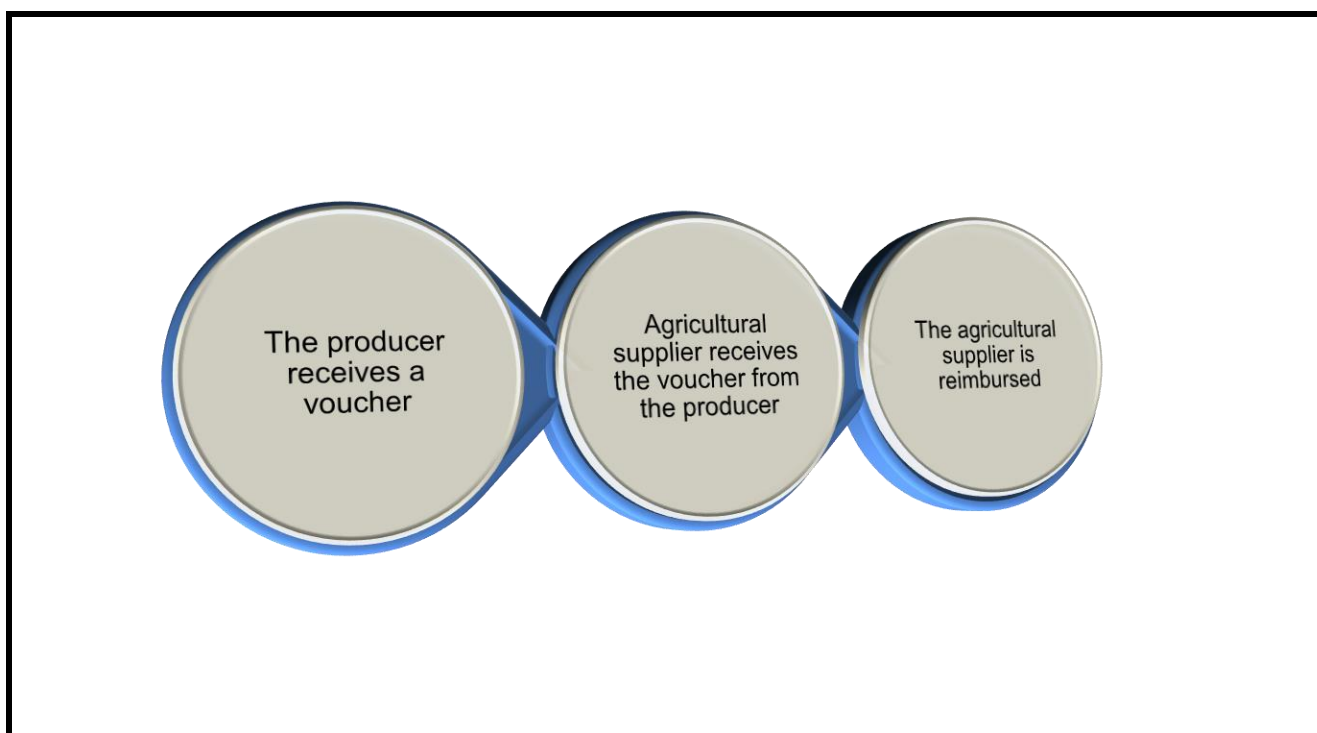 The producer
receives a
voucher
Agricultural
supplier receives
the voucher from
the producer
The agricultural
supplier is
reimbursed